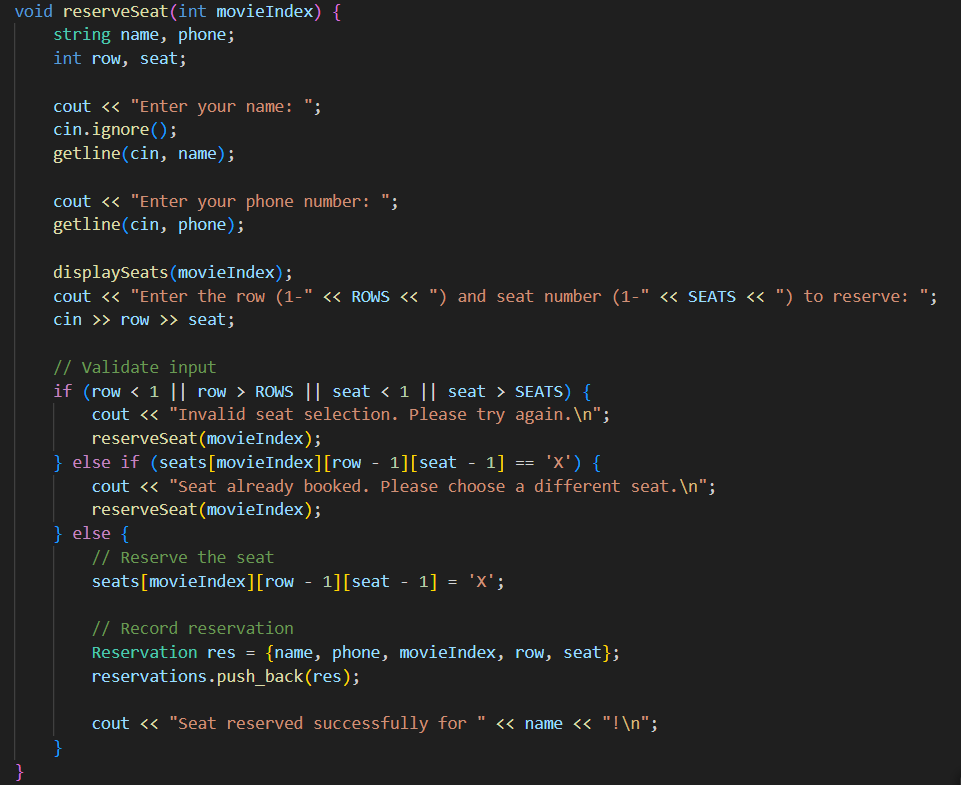 void reserveSeat(int movieIndex) {
    string name, phone;
    int row, seat;

    cout << "Enter your name: ";
    cin.ignore();
    getline(cin, name);

    cout << "Enter your phone number: ";
    getline(cin, phone);

    displaySeats(movieIndex);
    cout << "Enter the row (1-" << ROWS << ") and seat number (1-" << SEATS << ") to reserve: ";
    cin >> row >> seat;

    // Validate input
    if (row < 1 || row > ROWS || seat < 1 || seat > SEATS) {
        cout << "Invalid seat selection. Please try again.\n";
        reserveSeat(movieIndex);
    } else if (seats[movieIndex][row - 1][seat - 1] == 'X') {
        cout << "Seat already booked. Please choose a different seat.\n";
        reserveSeat(movieIndex);
    } else {
        // Reserve the seat
        seats[movieIndex][row - 1][seat - 1] = 'X';

        // Record reservation
        Reservation res = {name, phone, movieIndex, row, seat};
        reservations.push_back(res);

        cout << "Seat reserved successfully for " << name << "!\n";
    }
}